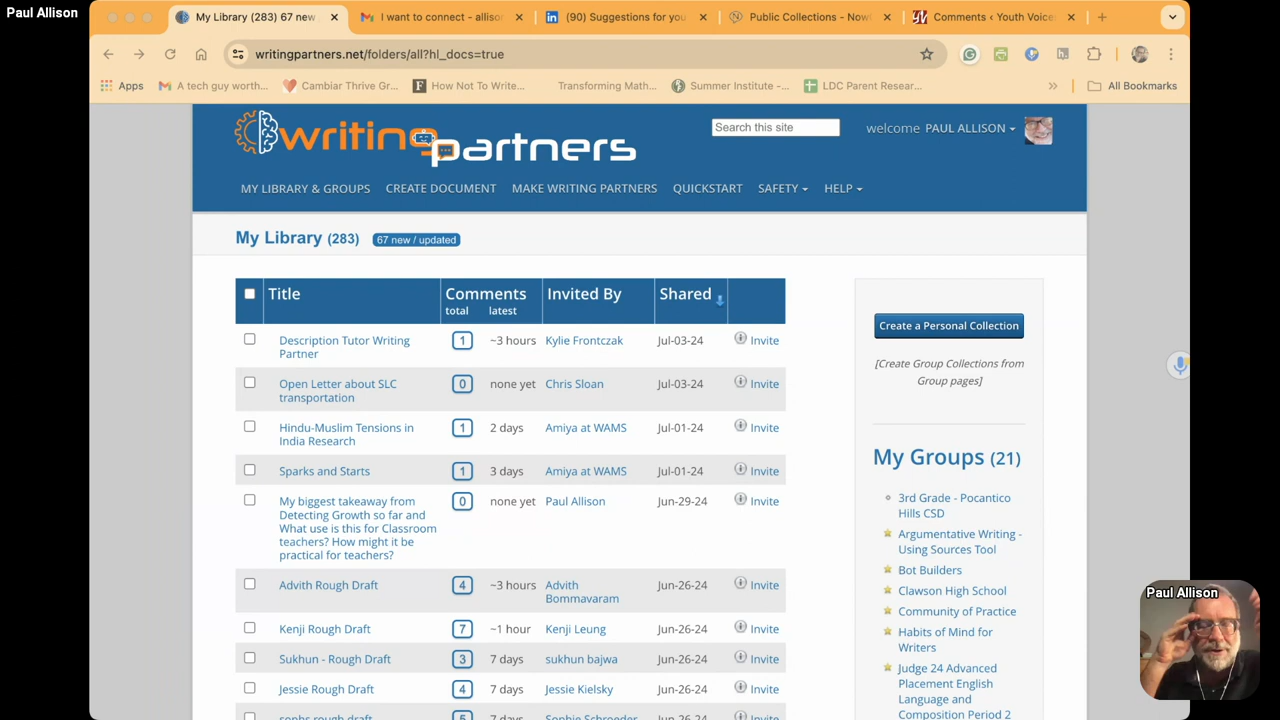 Paul Allison
My Library (283) 67 new
I want to connect - allison
(90) Suggestions for you
Public Collections - Now
Comments ‹ Youth Voice
writingpartners.net/folders/all?hl_docs=true
Apps
A tech guy worth...
Cambiar Thrive Gr...
How Not To Write...
Transforming Math...
Summer Institute -...
LDC Parent Resear...
»
All Bookmarks
writing partners
Search this site
welcome PAUL ALLISON
MY LIBRARY & GROUPS
CREATE DOCUMENT
MAKE WRITING PARTNERS
QUICKSTART
SAFETY
HELP
My Library (283)
67 new / updated
Title
Comments
Invited By
Shared
total latest
Description Tutor Writing
Partner
1 ~3 hours Kylie Frontczak Jul-03-24 Invite
Open Letter about SLC
transportation
0 none yet Chris Sloan Jul-03-24 Invite
Hindu-Muslim Tensions in
India Research
1 2 days Amiya at WAMS Jul-01-24 Invite
Sparks and Starts 1 3 days Amiya at WAMS Jul-01-24 Invite
My biggest takeaway from
Detecting Growth so far and
What use is this for Classroom
teachers? How might it be
practical for teachers?
0 none yet Paul Allison Jun-29-24 Invite
Advith Rough Draft 4 ~3 hours Advith
Bommavaram
Jun-26-24 Invite
Kenji Rough Draft 7 ~1 hour Kenji Leung Jun-26-24 Invite
Sukhun - Rough Draft 3 7 days sukhun bajwa Jun-26-24 Invite
Jessie Rough Draft 4 7 days Jessie Kielsky Jun-26-24 Invite
sophs rough draft 5 7 days Sophie Schroeder Jun-26-24 Invite
Create a Personal Collection
[Create Group Collections from
Group pages]
My Groups (21)
3rd Grade - Pocantico
Hills CSD
Argumentative Writing -
Using Sources Tool
Bot Builders
Clawson High School
Community of Practice
Habits of Mind for
Writers
Judge 24 Advanced
Placement English
Language and
Composition Period 2
Paul Allison